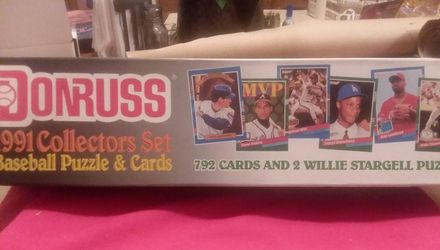 DONRUSS
1991 Collectors Set
Baseball Puzzle & Cards
MVP
792 CARDS AND 2 WILLIE STARGELL PUZ